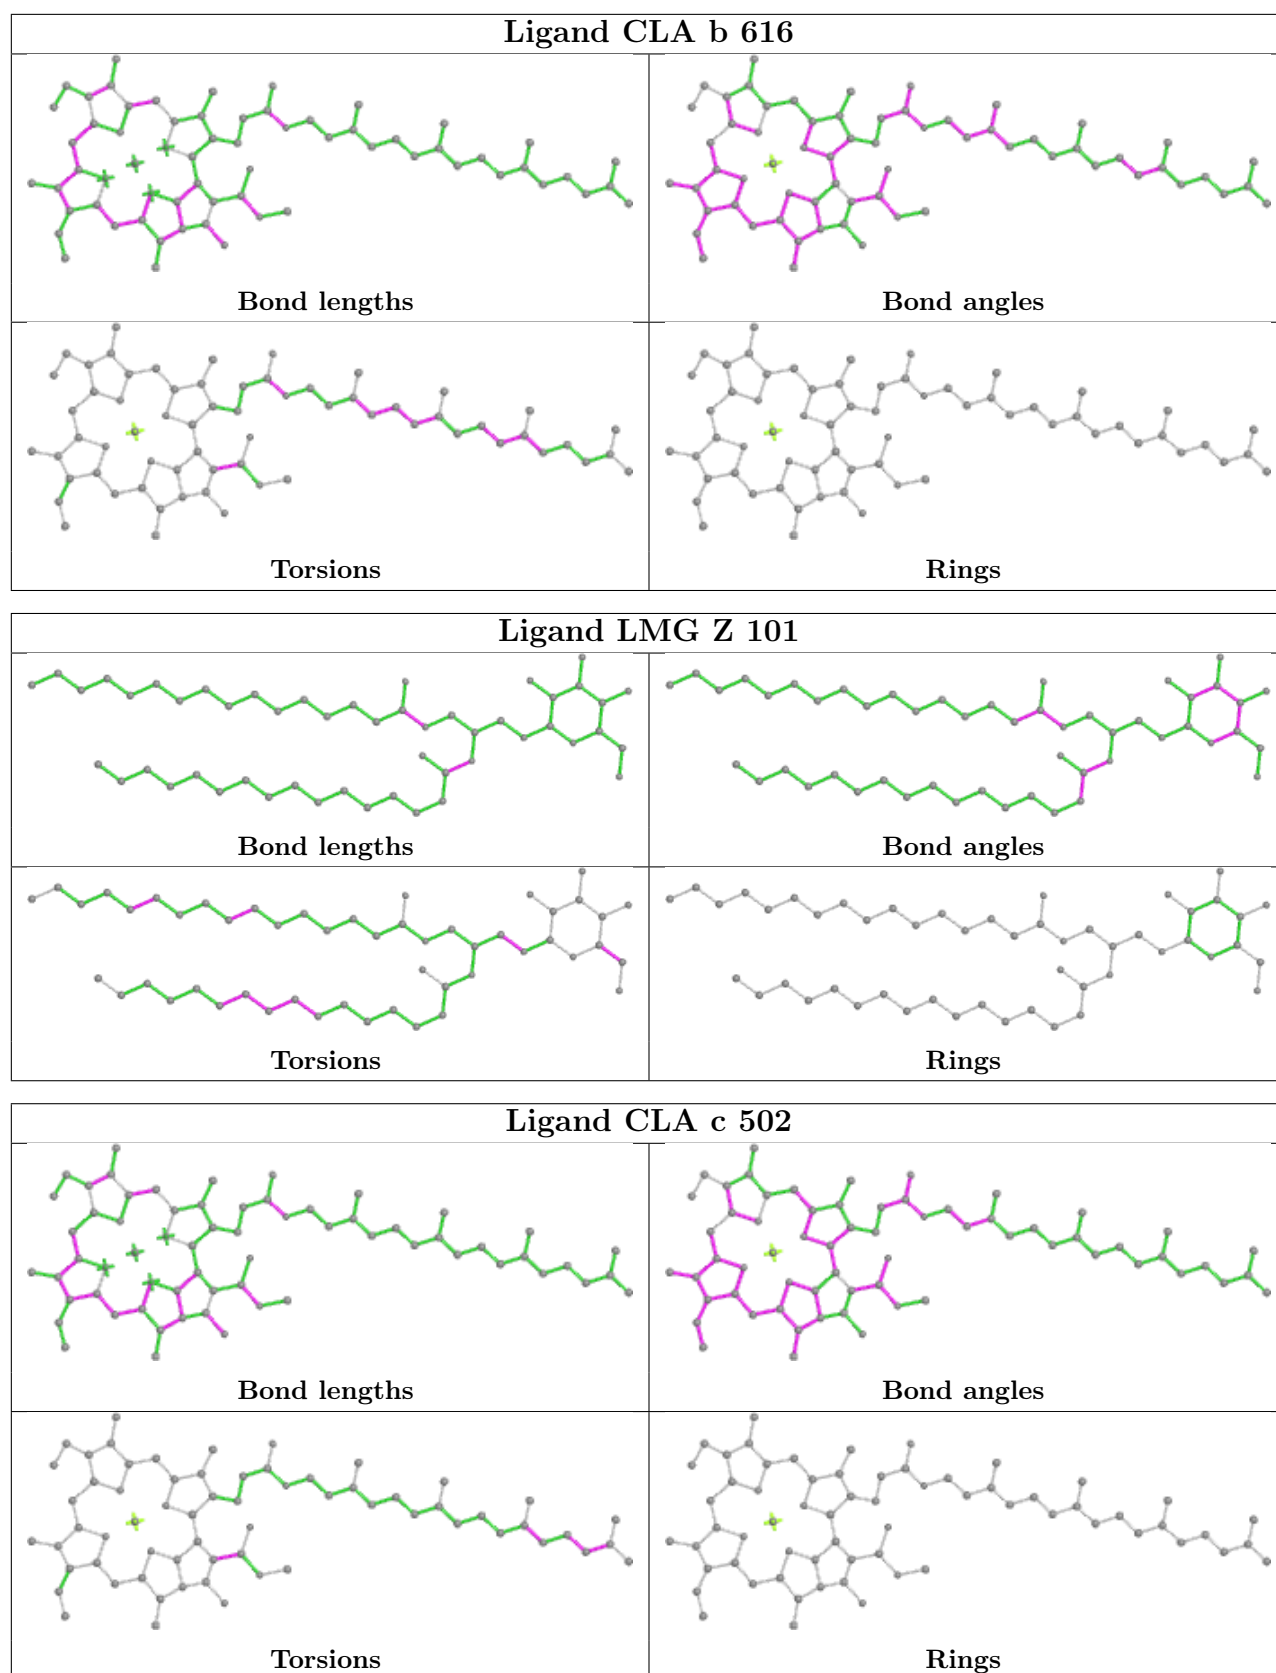 Ligand CLA b 616
Bond lengths
Bond angles
Torsions
Rings
Ligand LMG Z 101
Bond lengths
Bond angles
Torsions
Rings
Ligand CLA c 502
Bond lengths
Bond angles
Torsions
Rings